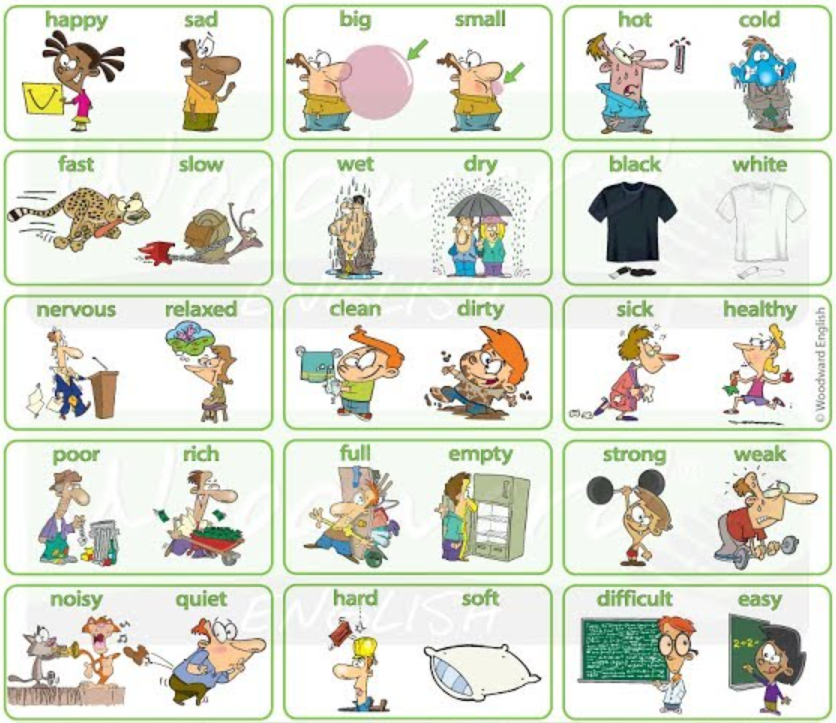 happy sad
big small
hot cold
fast slow
wet dry
black white
nervous relaxed
clean dirty
sick healthy
poor rich
full empty
strong weak
noisy quiet
hard soft
difficult easy
2+2=
© Woodward English
Woodward
ENGLISH
ENGLISH